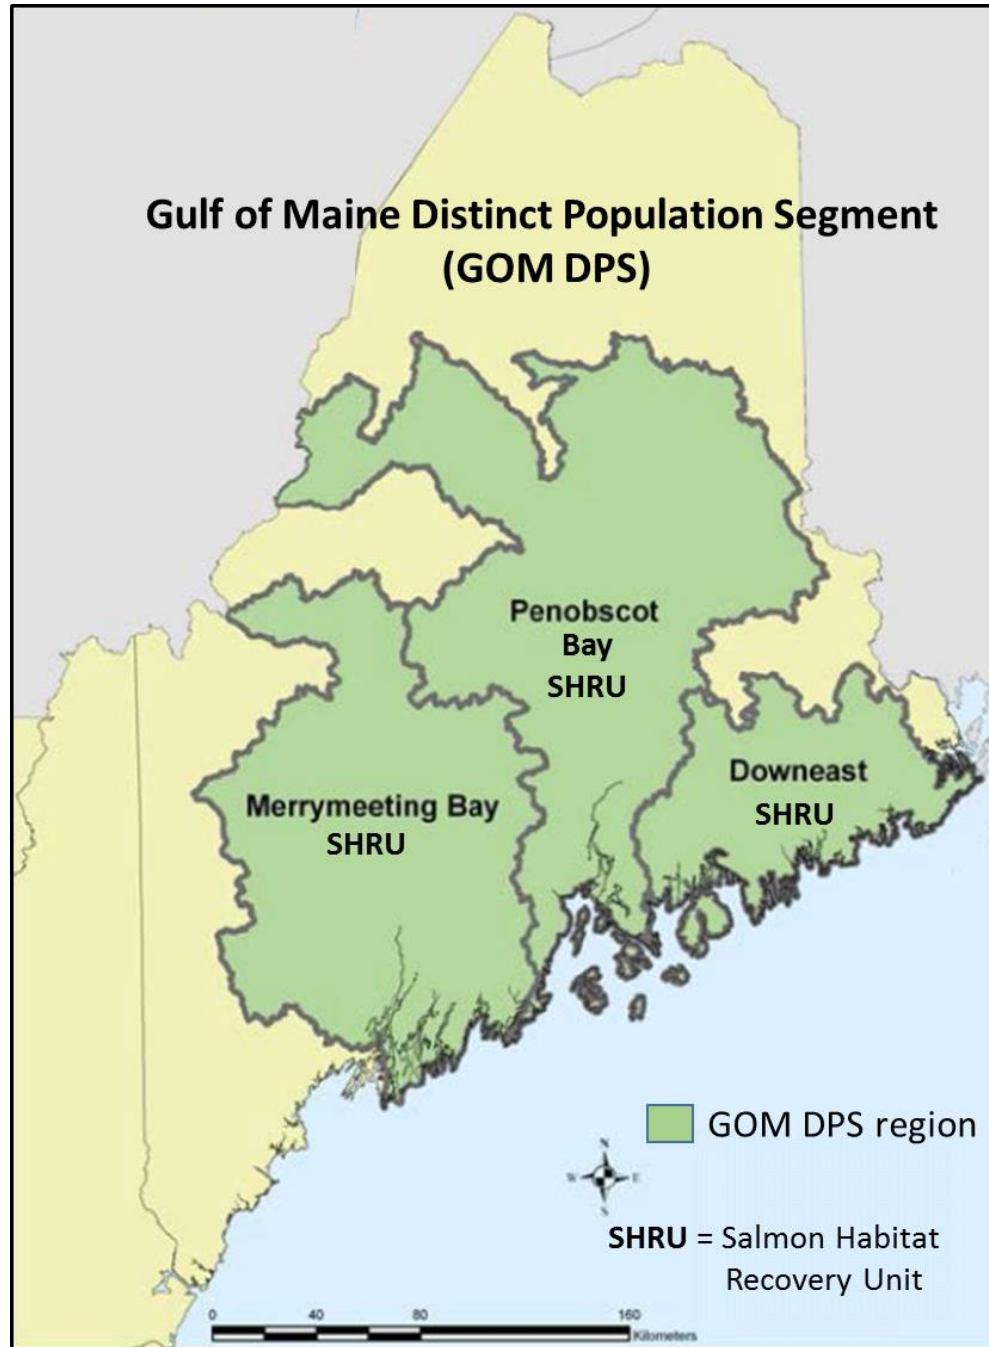 Gulf of Maine Distinct Population Segment
(GOM DPS)
Penobscot
Bay
SHRU
Downeast
SHRU
Merrymeeting Bay
SHRU
GOM DPS region
N
W E
S
SHRU = Salmon Habitat
Recovery Unit
0 40 80 160
Kilometers